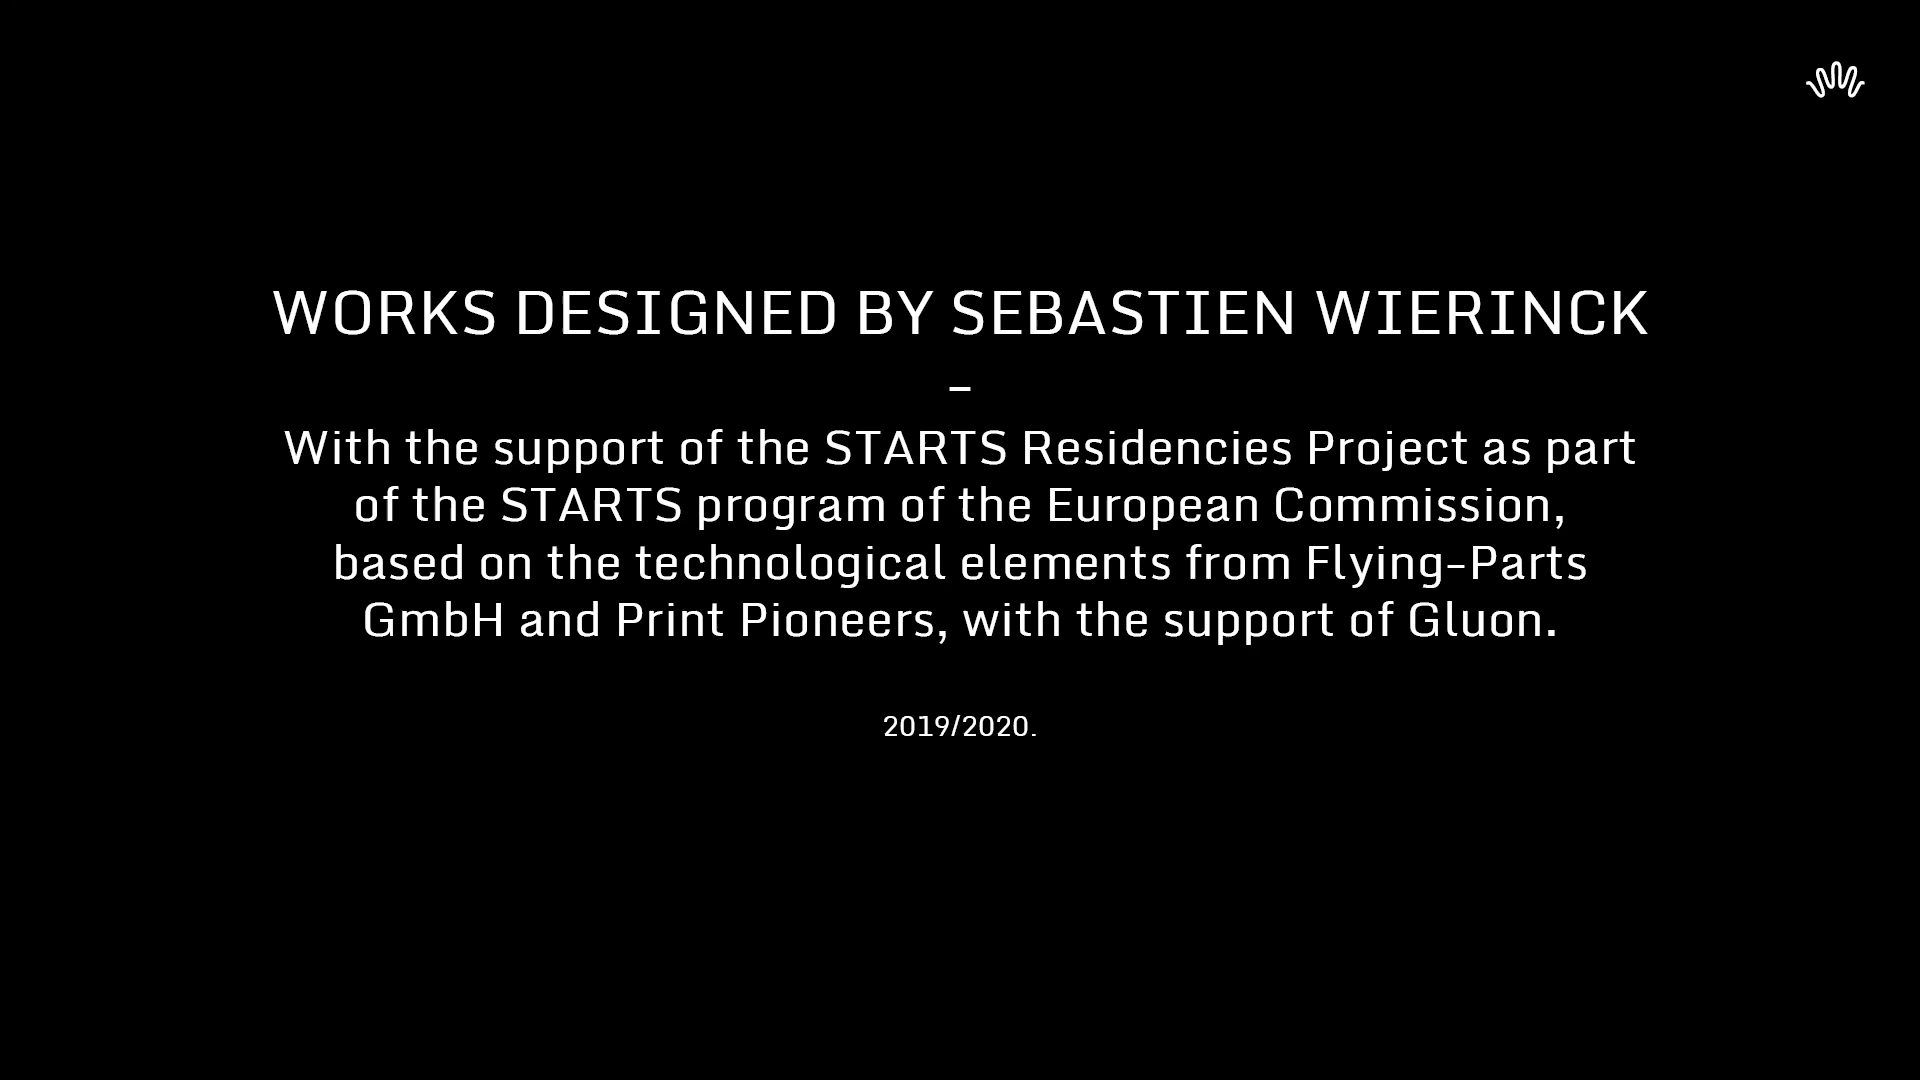 WORKS DESIGNED BY SEBASTIEN WIERINCK
–
With the support of the STARTS Residencies Project as part
of the STARTS program of the European Commission,
based on the technological elements from Flying-Parts
GmbH and Print Pioneers, with the support of Gluon.
2019/2020.